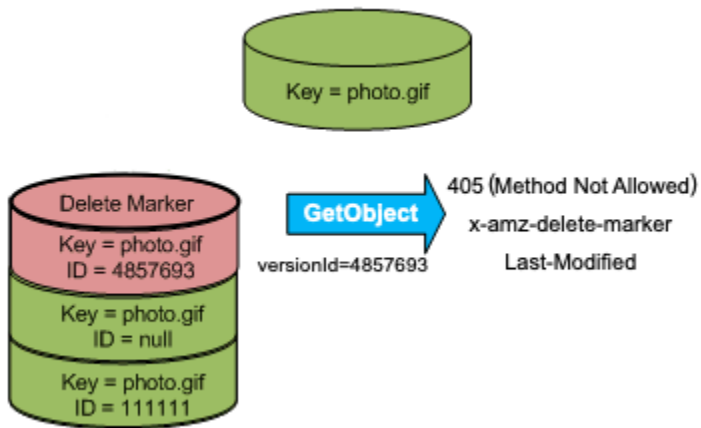 Key = photo.gif
Delete Marker
Key = photo.gif
ID = 4857693
Key = photo.gif
ID = null
Key = photo.gif
ID = 111111
GetObject
versionId=4857693
405 (Method Not Allowed)
x-amz-delete-marker
Last-Modified